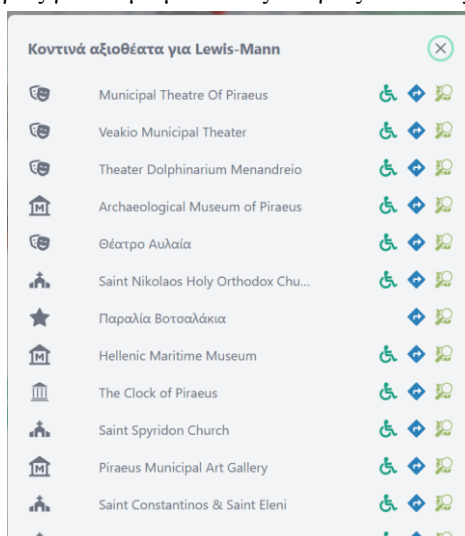 Κοντινά αξιοθέατα για Lewis-Mann
Municipal Theatre Of Piraeus
Veakio Municipal Theater
Theater Dolphinarium Menandreio
Archaeological Museum of Piraeus
Θέατρο Αυλαία
Saint Nikolaos Holy Orthodox Chu...
Παραλία Βοτσαλάκια
Hellenic Maritime Museum
The Clock of Piraeus
Saint Spyridon Church
Piraeus Municipal Art Gallery
Saint Constantinos & Saint Eleni